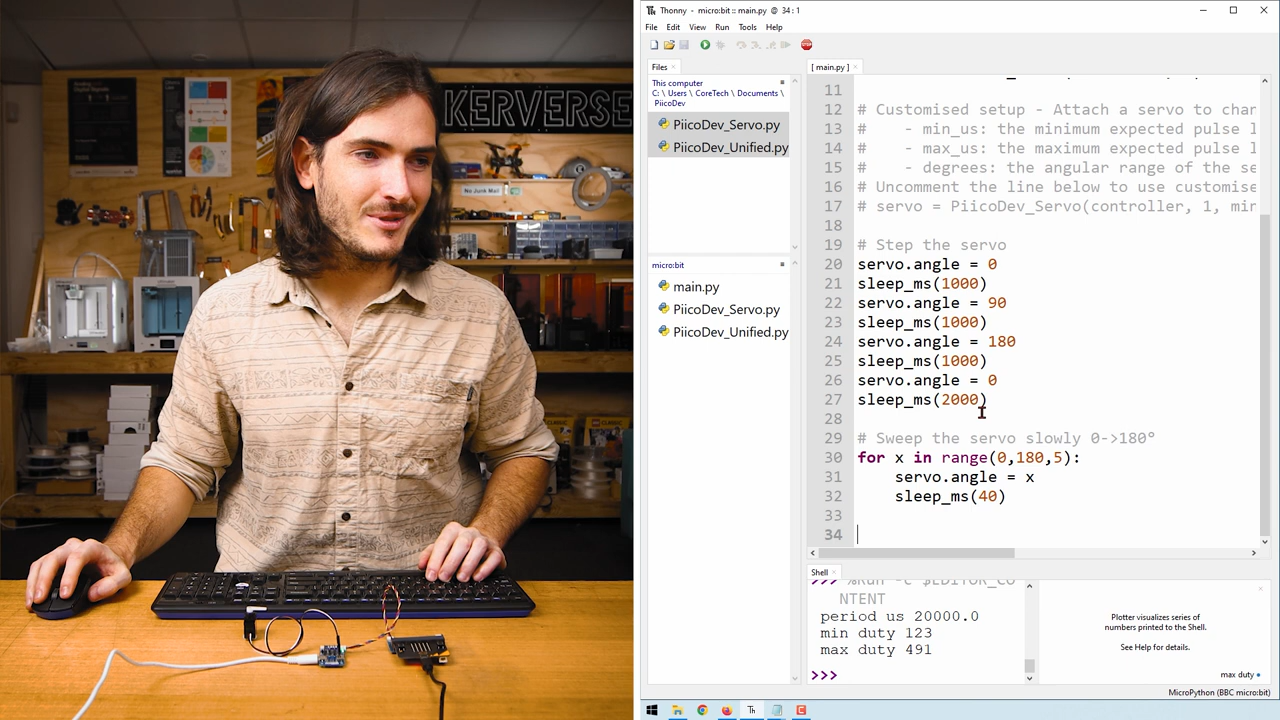 KERVERSE
No Junk Mail
CLASSIC
Thonny - micro:bit :: main.py @ 34 : 1
File Edit View Run Tools Help
Files
This computer
C: \ Users \ CoreTech \ Documents \
PiicoDev
PiicoDev_Servo.py
PiicoDev_Unified.py
micro:bit
main.py
PiicoDev_Servo.py
PiicoDev_Unified.py
[ main.py ]
11
12 # Customised setup - Attach a servo to char
13 # - min_us: the minimum expected pulse l
14 # - max_us: the maximum expected pulse l
15 # - degrees: the angular range of the se
16 # Uncomment the line below to use customise
17 # servo = PiicoDev_Servo(controller, 1, mir
18
19 # Step the servo
20 servo.angle = 0
21 sleep_ms(1000)
22 servo.angle = 90
23 sleep_ms(1000)
24 servo.angle = 180
25 sleep_ms(1000)
26 servo.angle = 0
27 sleep_ms(2000)
28
29 # Sweep the servo slowly 0->180°
30 for x in range(0,180,5):
31 servo.angle = x
32 sleep_ms(40)
33
34
Shell
>>> %Run -c $EDITOR_CO
NTENT
period us 20000.0
min duty 123
max duty 491
>>>
Plotter visualizes series of
numbers printed to the Shell.
See Help for details.
max duty
MicroPython (BBC micro:bit)